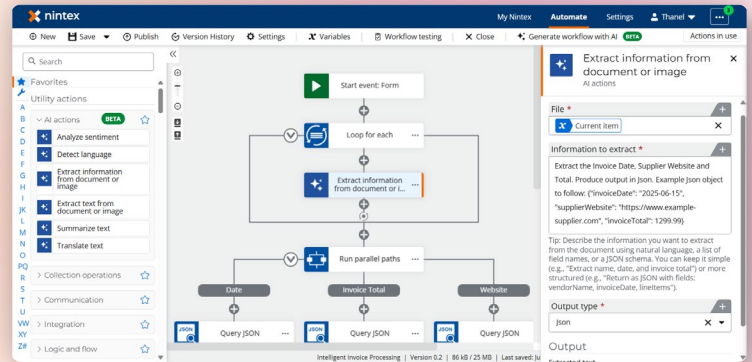 nintex
My Nintex
Automate
Settings
Thanel
New
Save
Publish
Version History
Settings
Variables
Workflow testing
Close
Generate workflow with AI BETA
Actions in use
Search
Favorites
Utility actions
A
B
C
D
E
F
G
H
I
JK
L
M
N
O
PQ
R
S
T
U
VW
XY
Z#
AI actions BETA
Analyze sentiment
Detect language
Extract information
from document or
image
Extract text from
document or image
Summarize text
Translate text
Collection operations
Communication
Integration
Logic and flow
Start event: Form
Loop for each
Extract information
from document or i...
Run parallel paths
Date
Invoice Total
Website
JSON
Query JSON
JSON
Query JSON
JSON
Query JSON
Intelligent Invoice Processing | Version 0.2 | 86 kB / 25 MB | Last saved: Ju
Extract information from
document or image
AI actions
File *
Current item
Information to extract *
Extract the Invoice Date, Supplier Website and
Total. Produce output in Json. Example Json object
to follow: {"invoiceDate": "2025-06-15",
"supplierWebsite": "https://www.example-
supplier.com", "invoiceTotal": 1299.99}
Tip: Describe the information you want to extract
from the document using natural language, a list of
field names, or a JSON schema. You can keep it simple
(e.g., "Extract name, date, and invoice total") or more
structured (e.g., "Return as JSON with fields:
vendorName, invoiceDate, lineItems").
Output type *
Json
Output